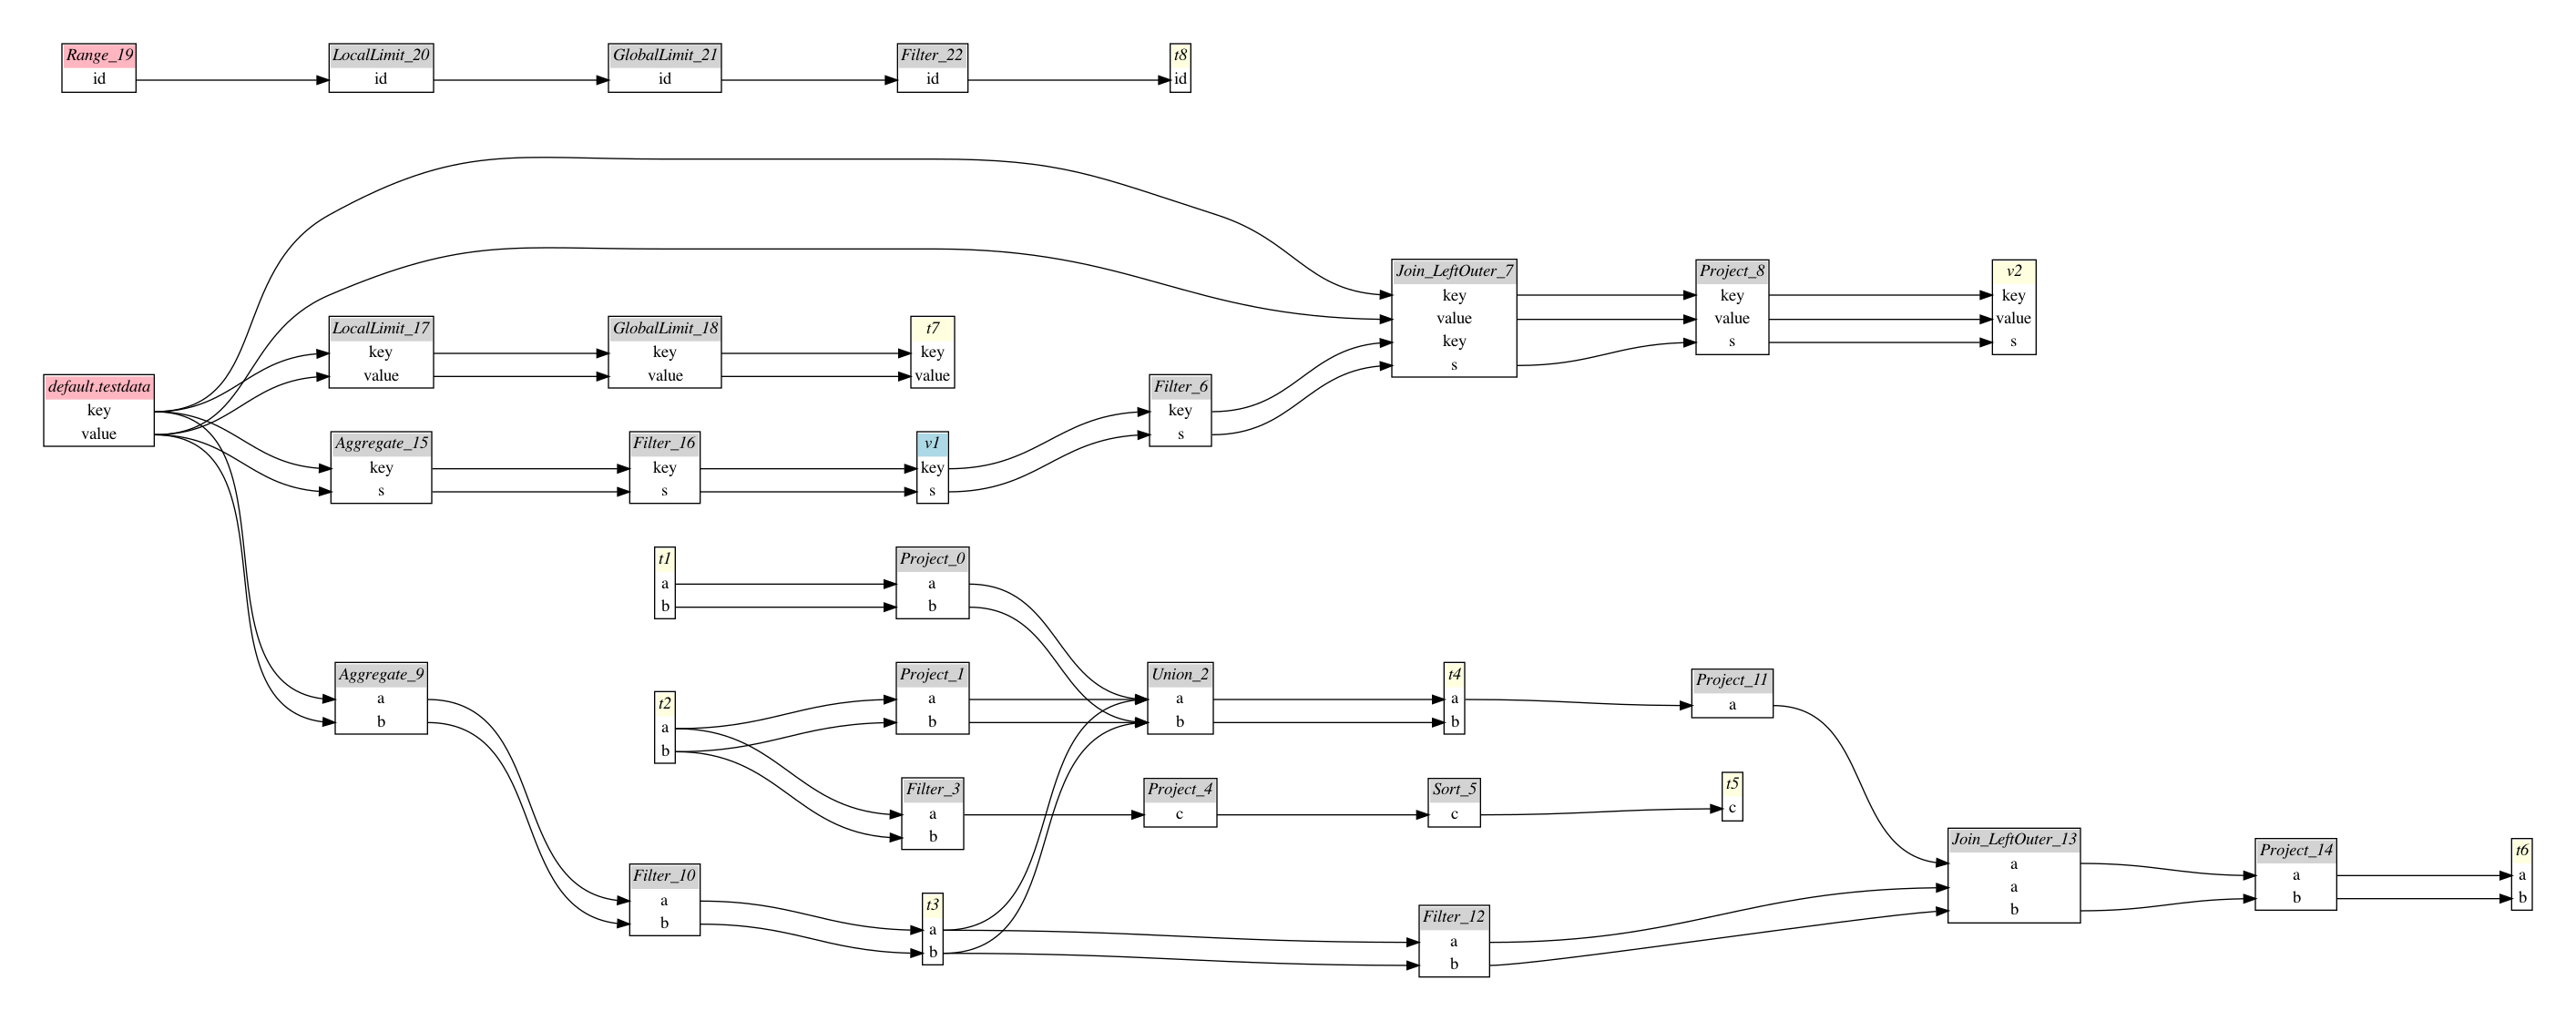 Range_19
id
LocalLimit_20
id
GlobalLimit_21
id
Filter_22
id
t8
id
default.testdata
key
value
LocalLimit_17
key
value
GlobalLimit_18
key
value
t7
key
value
Aggregate_15
key
s
Filter_16
key
s
v1
key
s
Filter_6
key
s
Join_LeftOuter_7
key
value
key
s
Project_8
key
value
s
v2
key
value
s
t1
a
b
Project_0
a
b
Aggregate_9
a
b
t2
a
b
Project_1
a
b
Union_2
a
b
t4
a
b
Project_11
a
Filter_3
a
b
Project_4
c
Sort_5
c
t5
c
Filter_10
a
b
t3
a
b
Filter_12
a
b
Join_LeftOuter_13
a
a
b
Project_14
a
b
t6
a
b